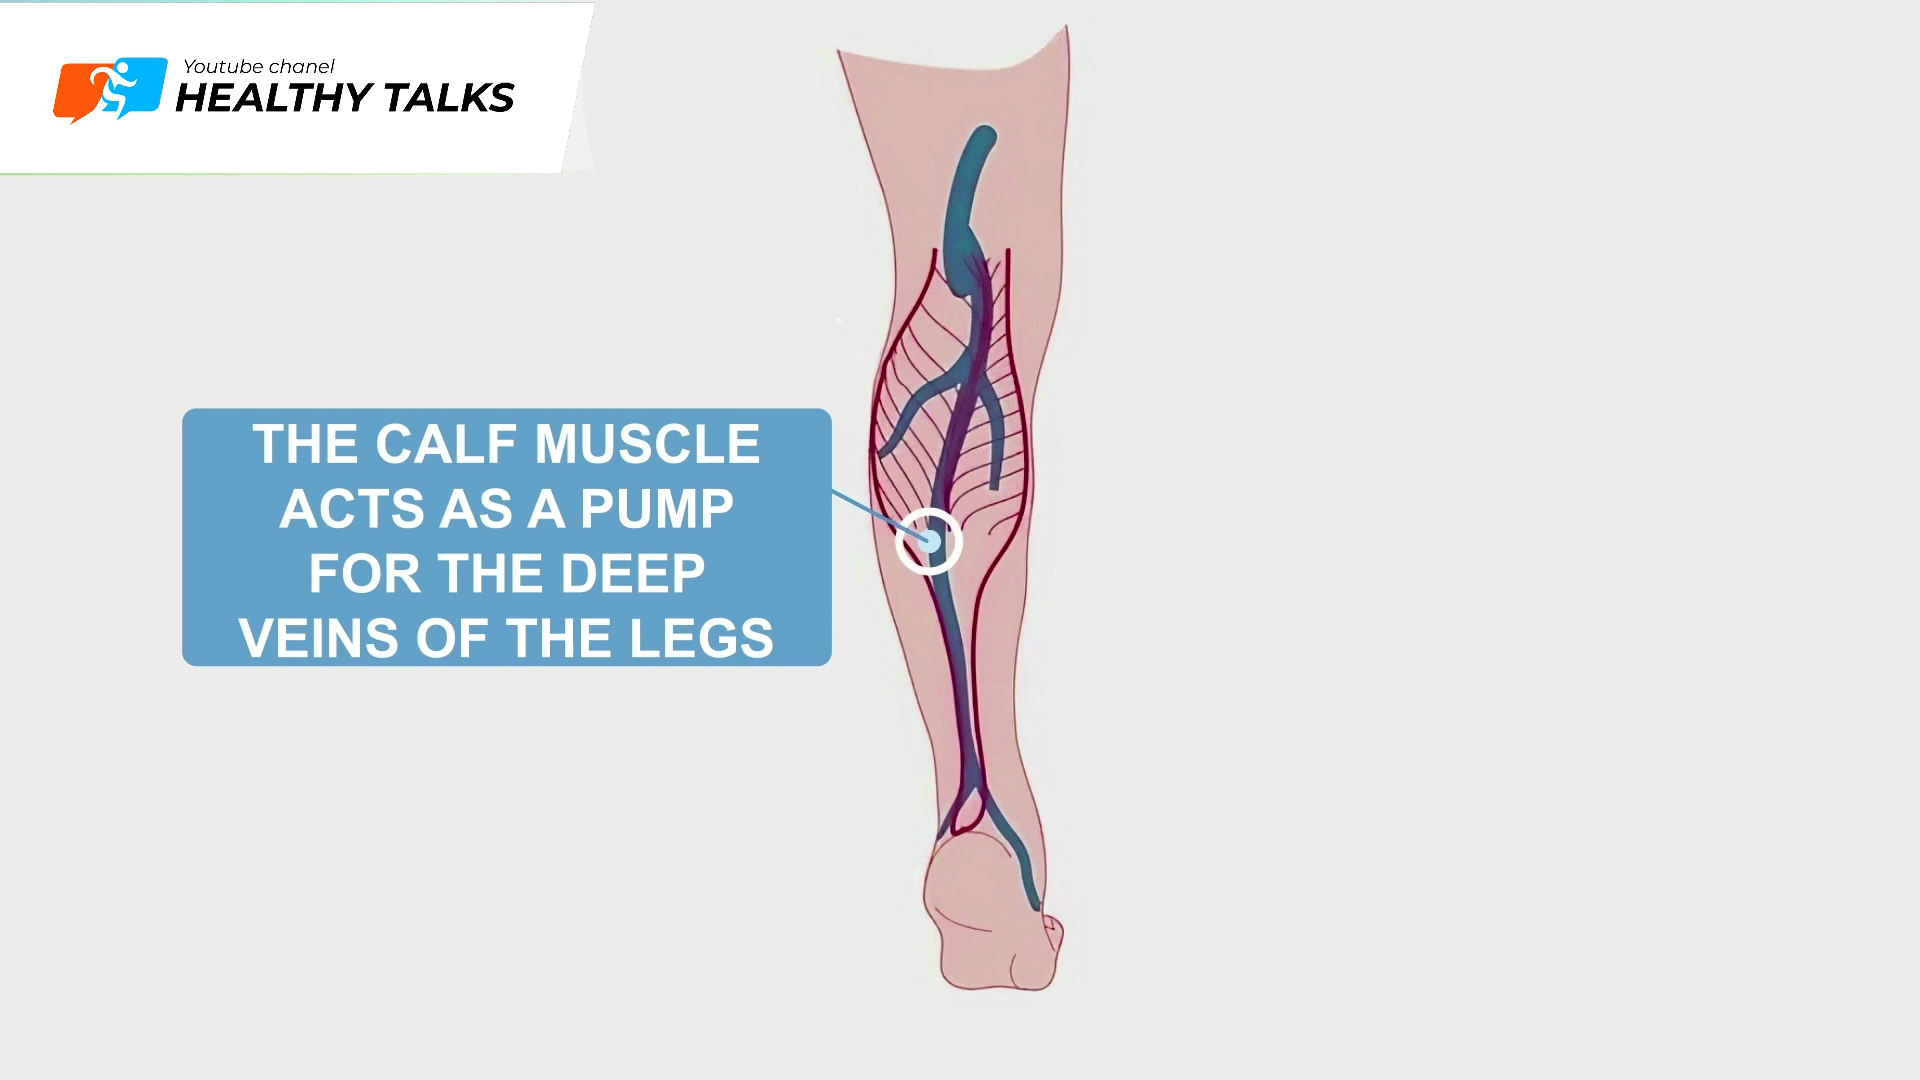 Youtube chanel
HEALTHY TALKS
THE CALF MUSCLE
ACTS AS A PUMP
FOR THE DEEP
VEINS OF THE LEGS